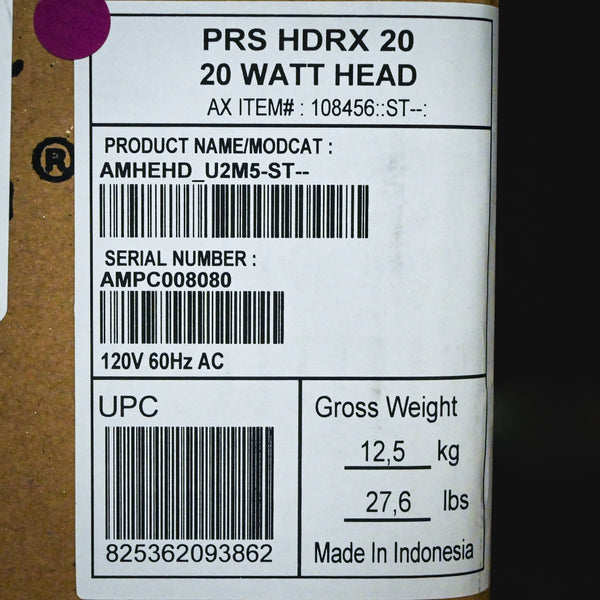 PRS HDRX 20
20 WATT HEAD
AX ITEM# : 108456::ST--:
PRODUCT NAME/MODCAT :
AMHEHD_U2M5-ST--
SERIAL NUMBER :
AMPC008080
120V 60Hz AC
UPC
825362093862
Gross Weight
12,5 kg
27,6 lbs
Made In Indonesia
®